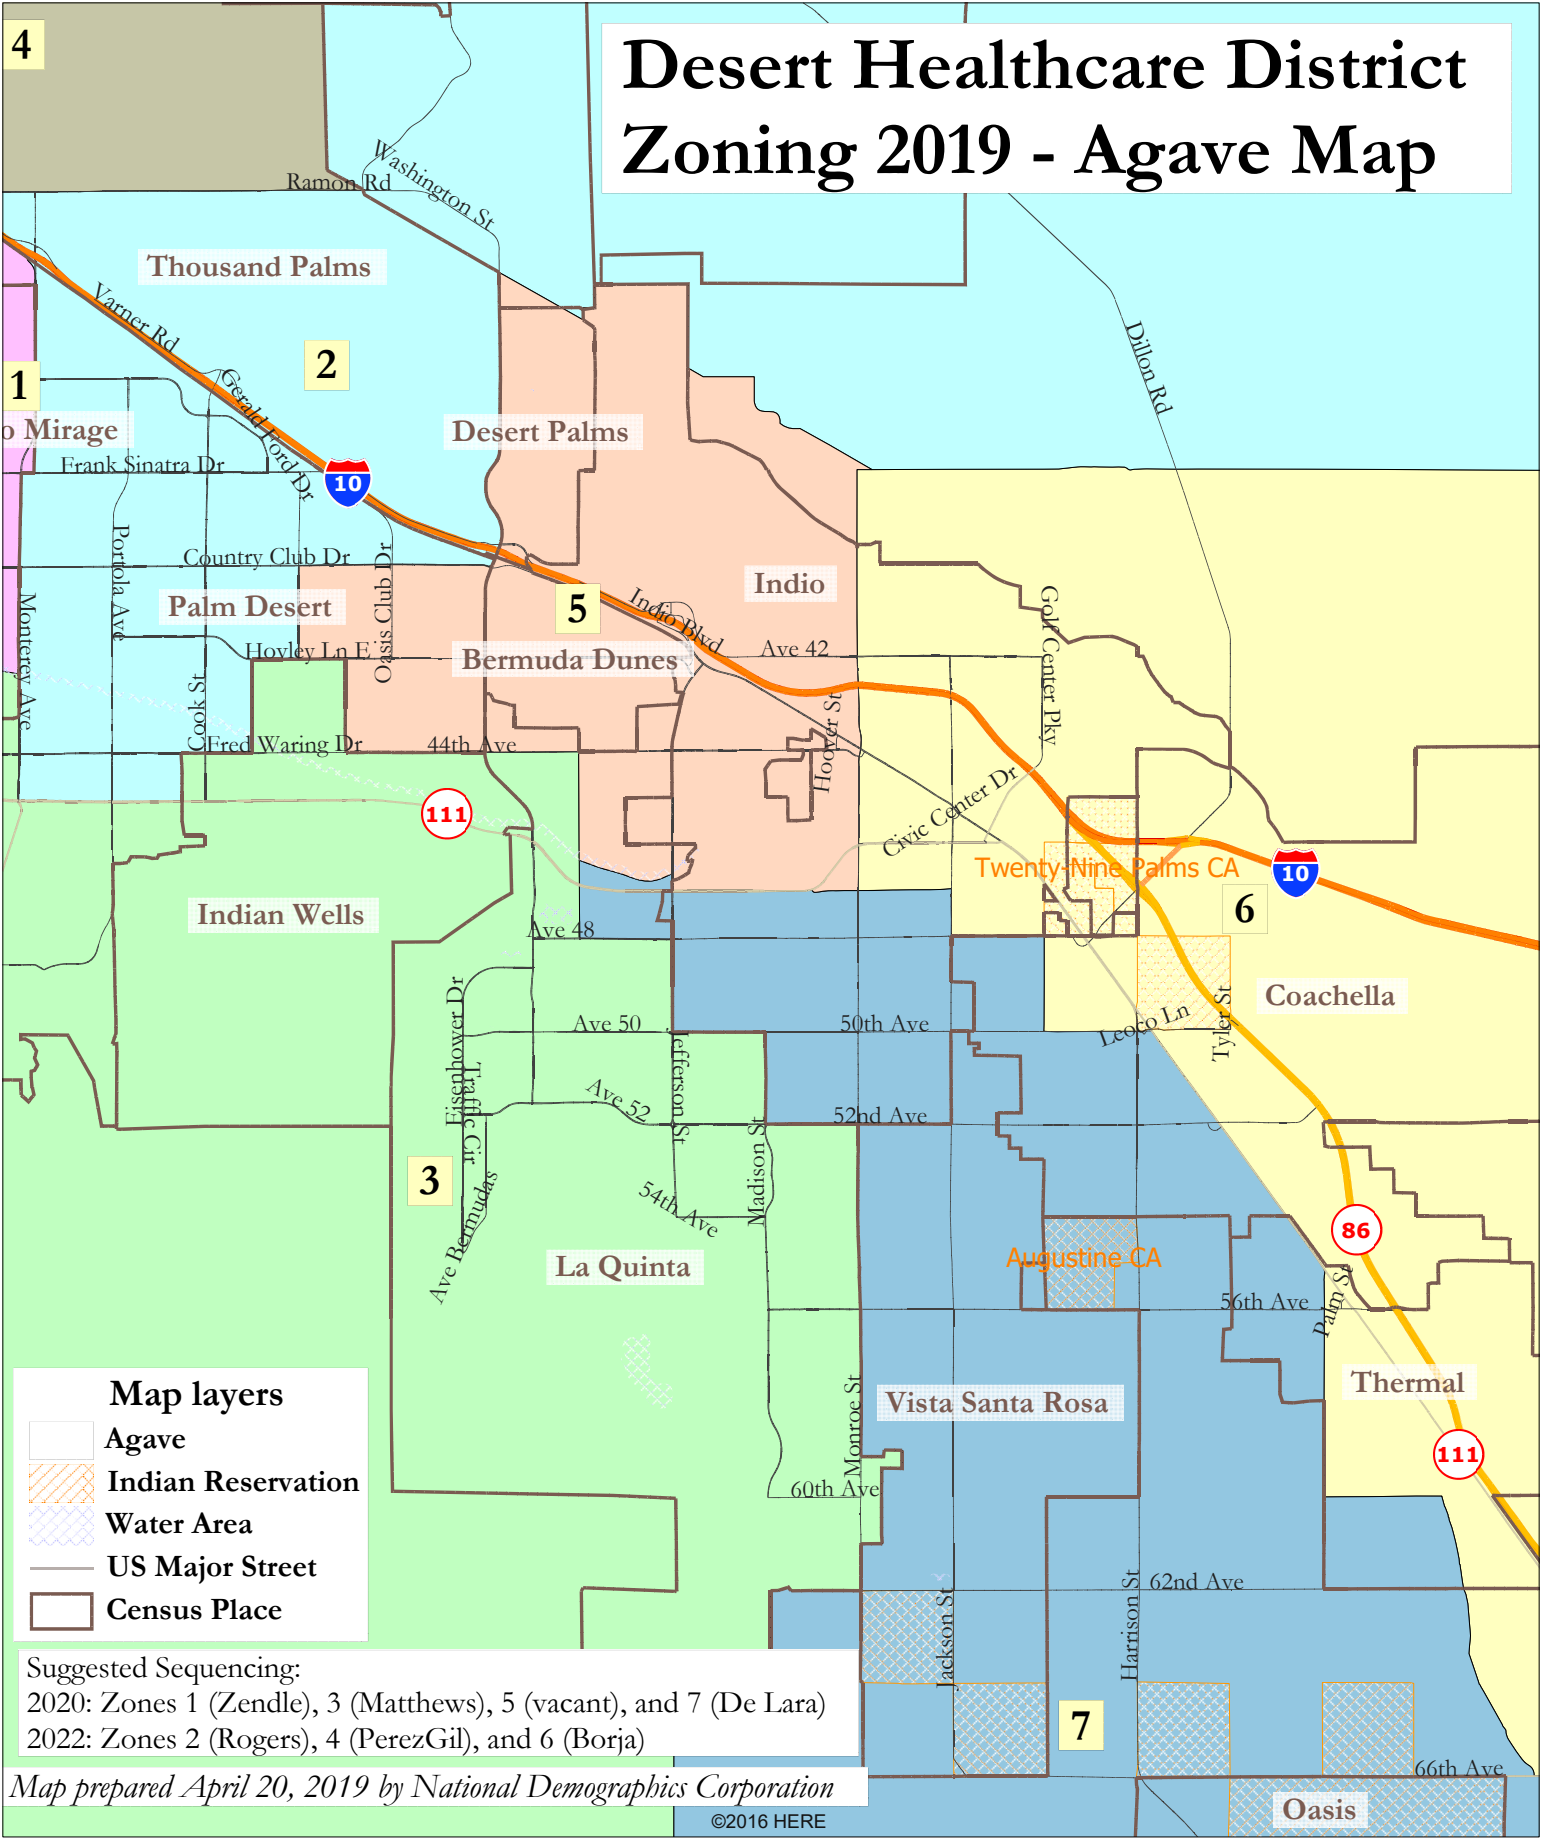 4
Desert Healthcare District
Zoning 2019 - Agave Map
Washington St
Ramon Rd
Thousand Palms
Varner Rd
2
1
Gerald Ford Dr
Dillon Rd
o Mirage
Desert Palms
Frank Sinatra Dr
10
Portola Ave
Country Club Dr
Oasis Club Dr
Indio
Palm Desert
5
Indio Blvd
Golf Center Pky
Monterey Ave
Hovley Ln E
Bermuda Dunes
Ave 42
Cook St
Fred Waring Dr
44th Ave
Hoover St
111
Civic Center Dr
Twenty-Nine Palms CA
10
Indian Wells
6
Ave 48
Coachella
Eisenhower Dr
Ave 50
50th Ave
Leoco Ln
Tyler St
Traffic Cir
Jefferson St
Ave 52
52nd Ave
Madison St
3
Ave Bermudas
54th Ave
86
La Quinta
Augustine CA
56th Ave
Palm St
Map layers
Agave
Indian Reservation
Water Area
US Major Street
Census Place
Monroe St
Vista Santa Rosa
Thermal
111
60th Ave
62nd Ave
Jackson St
Harrison St
Suggested Sequencing:
2020: Zones 1 (Zendle), 3 (Matthews), 5 (vacant), and 7 (De Lara)
2022: Zones 2 (Rogers), 4 (PerezGil), and 6 (Borja)
7
66th Ave
Map prepared April 20, 2019 by National Demographics Corporation
Oasis
©2016 HERE